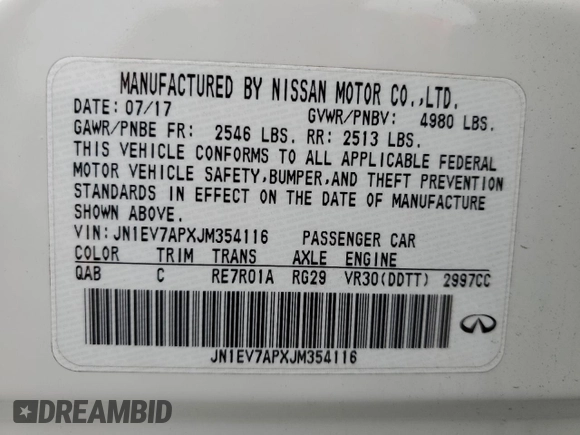 MANUFACTURED BY NISSAN MOTOR CO.,LTD.
DATE: 07/17 GVWR/PNBV: 4980 LBS.
GAWR/PNBE FR: 2546 LBS. RR: 2513 LBS.
THIS VEHICLE CONFORMS TO ALL APPLICABLE FEDERAL
MOTOR VEHICLE SAFETY,BUMPER,AND THEFT PREVENTION
STANDARDS IN EFFECT ON THE DATE OF MANUFACTURE
SHOWN ABOVE.
VIN: JN1EV7APXJM354116 PASSENGER CAR
COLOR TRIM TRANS AXLE ENGINE
QAB C RE7R01A RG29 VR30(DDTT) 2997CC
JN1EV7APXJM354116
DREAMBID